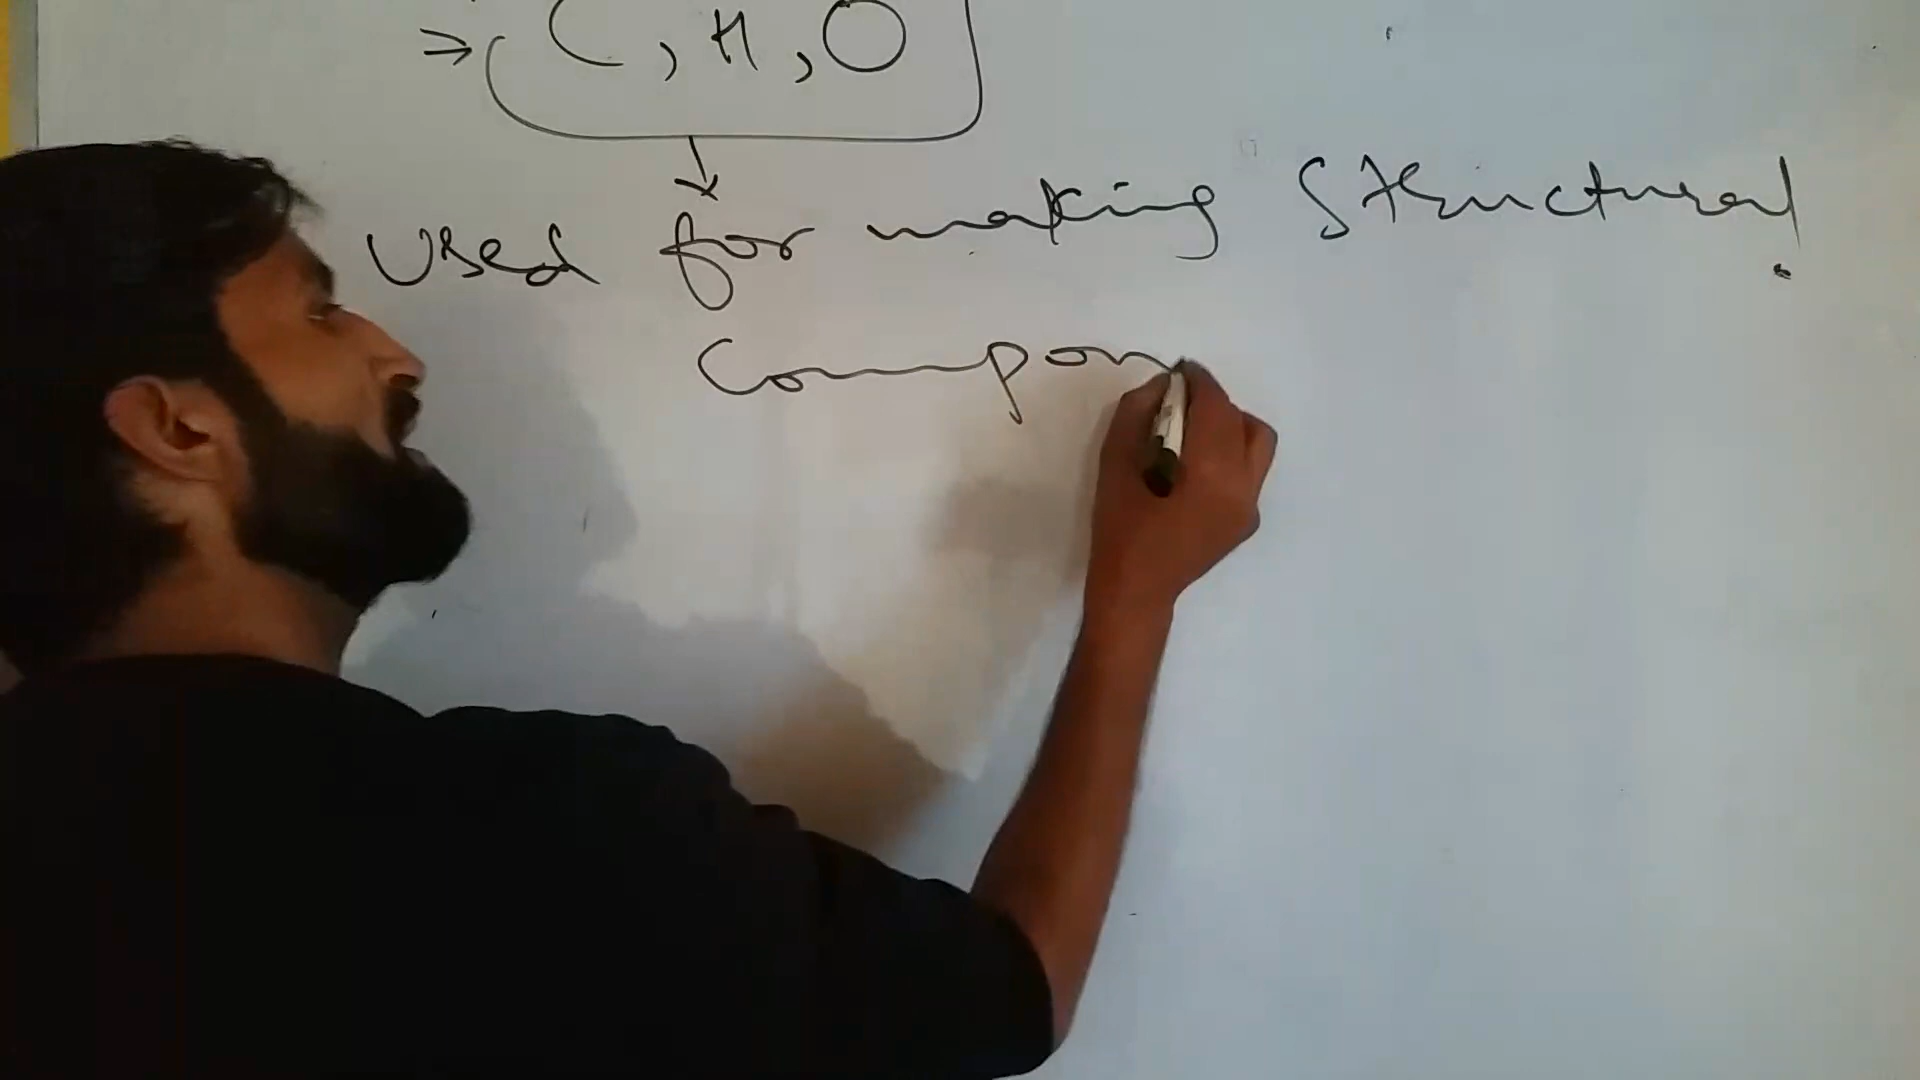 ⇒ C, H, O
Used for making Structural
Compon